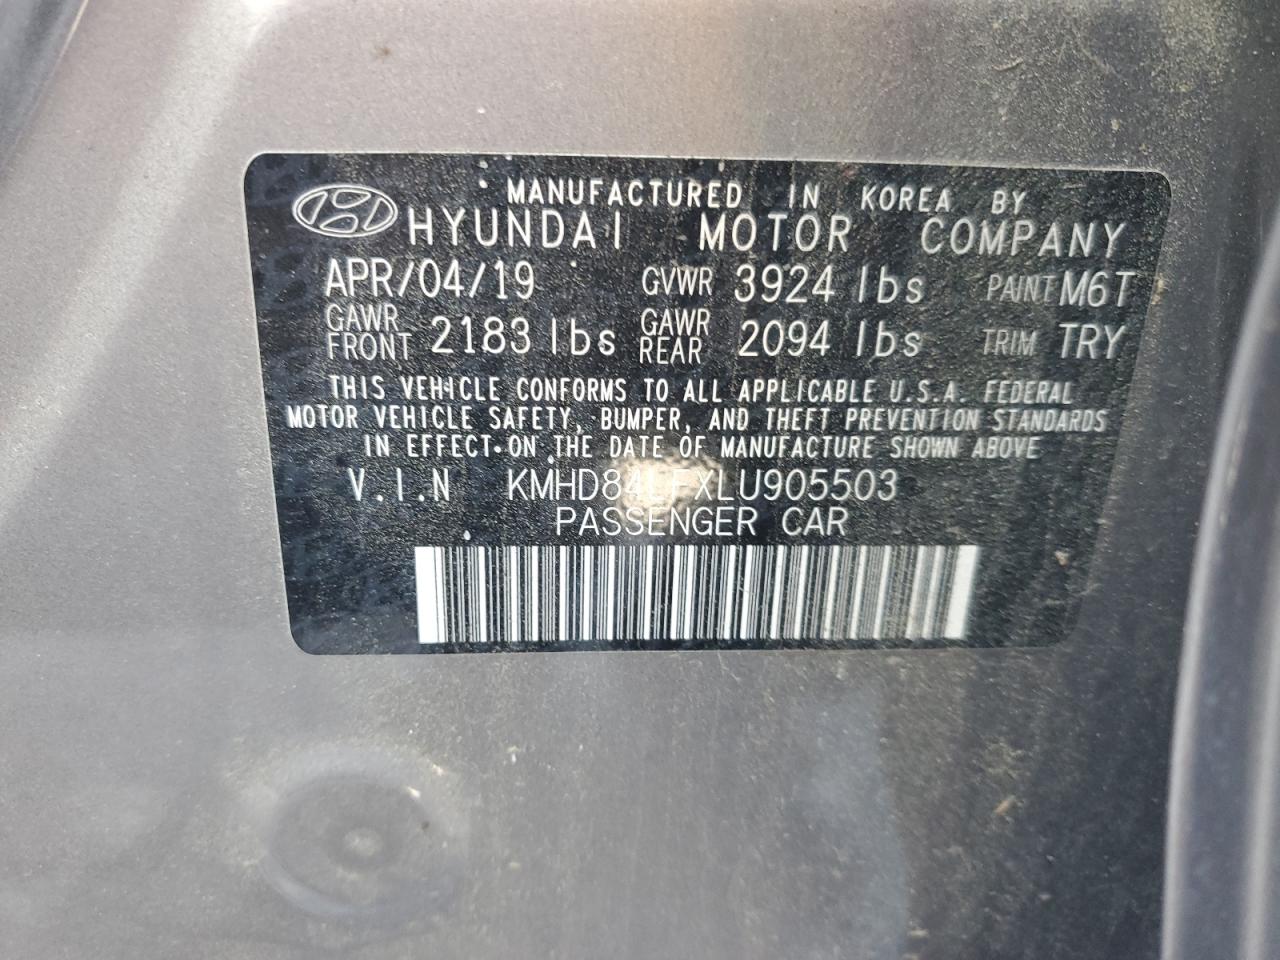 MANUFACTURED IN KOREA BY
HYUNDAI MOTOR COMPANY
APR/04/19 GVWR 3924 lbs PAINT M6T
GAWR FRONT 2183 lbs GAWR REAR 2094 lbs TRIM TRY
THIS VEHICLE CONFORMS TO ALL APPLICABLE U.S.A. FEDERAL
MOTOR VEHICLE SAFETY, BUMPER, AND THEFT PREVENTION STANDARDS
IN EFFECT ON THE DATE OF MANUFACTURE SHOWN ABOVE
V.I.N KMHD84LFXLU905503
PASSENGER CAR